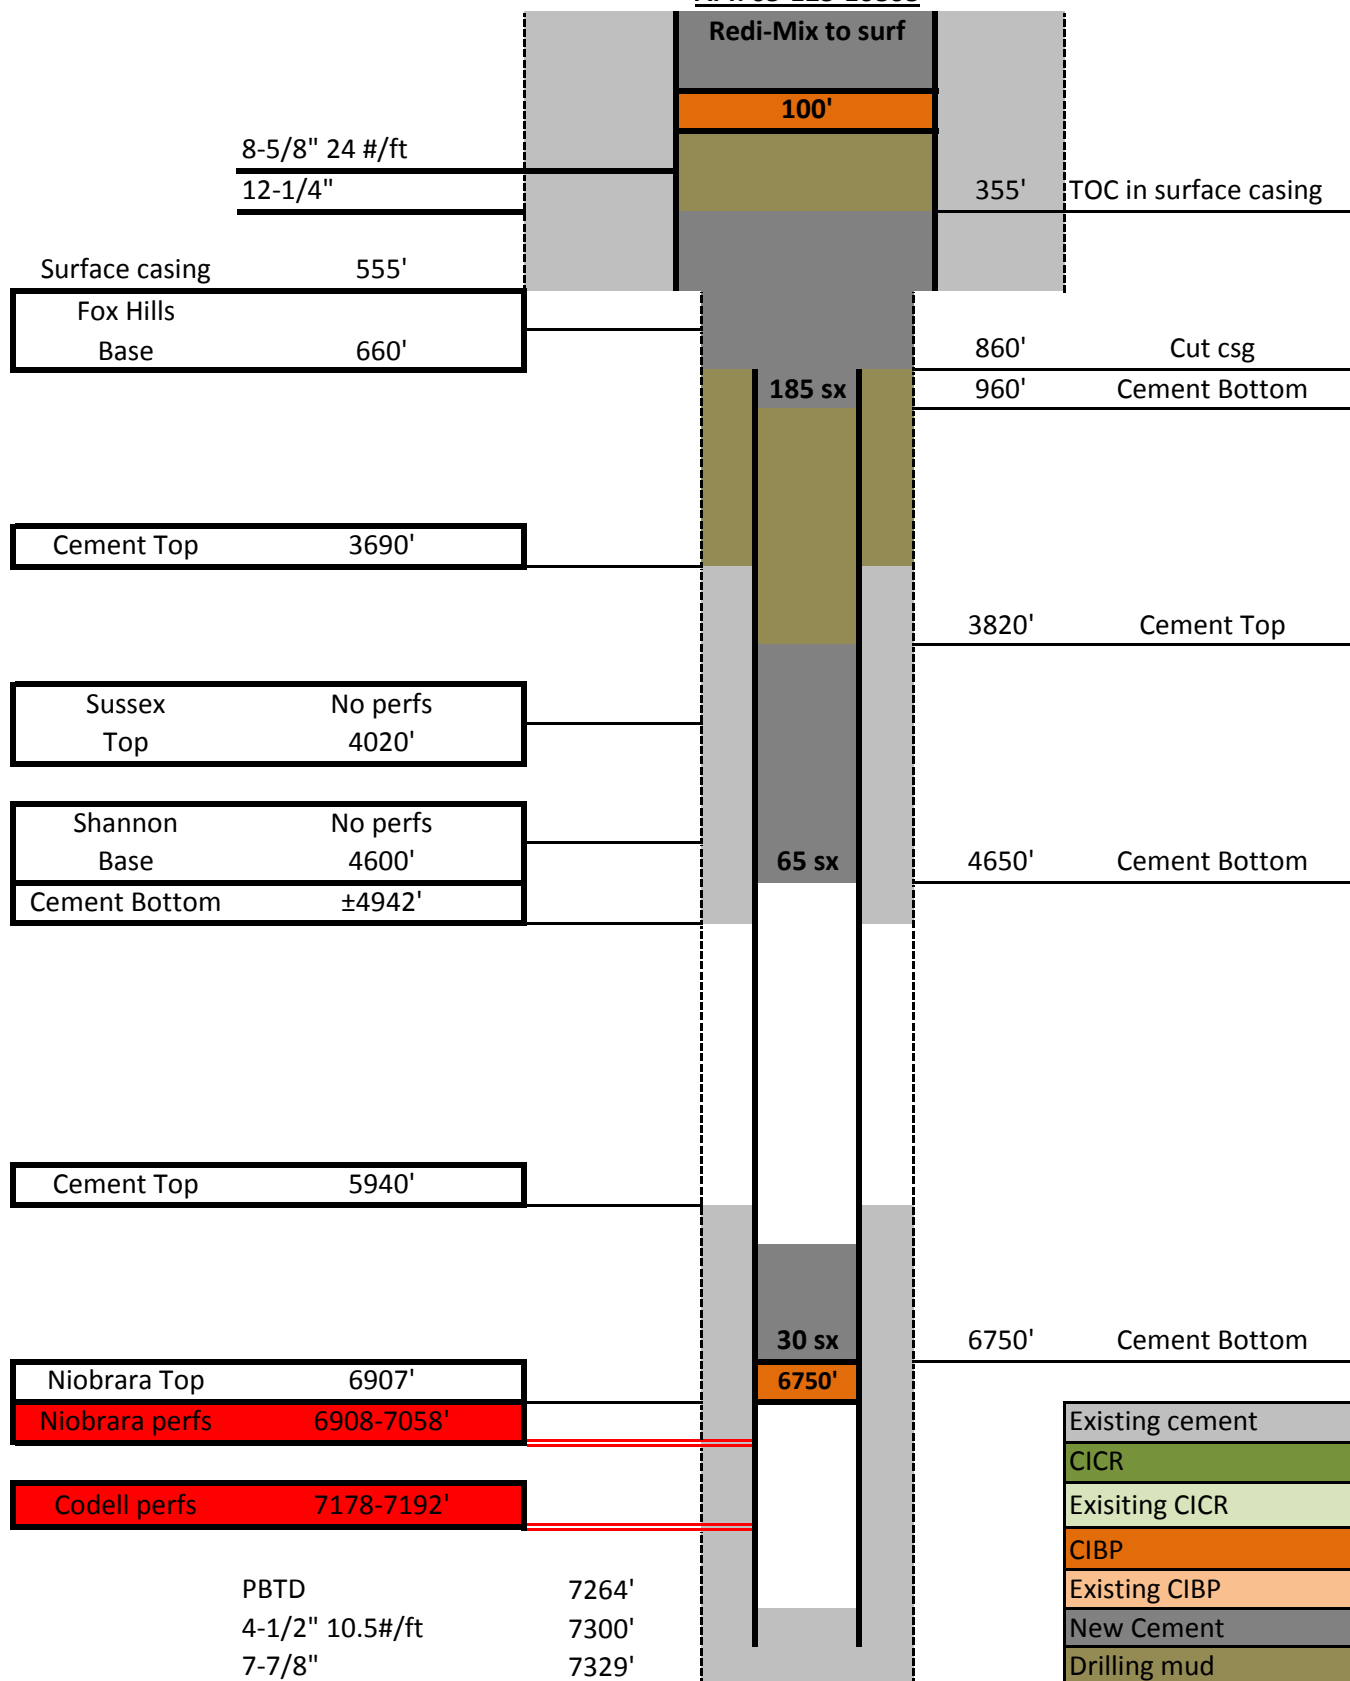 Redi-Mix to surf
100'
8-5/8" 24 #/ft
12-1/4"
355' TOC in surface casing
Surface casing 555'
Fox Hills
Base 660'
860' Cut csg
185 sx
960' Cement Bottom
Cement Top 3690'
3820' Cement Top
Sussex No perfs
Top 4020'
Shannon No perfs
Base 4600'
65 sx
4650' Cement Bottom
Cement Bottom ±4942'
Cement Top 5940'
30 sx
6750' Cement Bottom
Niobrara Top 6907'
6750'
Niobrara perfs 6908-7058'
Codell perfs 7178-7192'
PBTD 7264'
4-1/2" 10.5#/ft 7300'
7-7/8" 7329'
Existing cement
CICR
Exisiting CICR
CIBP
Existing CIBP
New Cement
Drilling mud